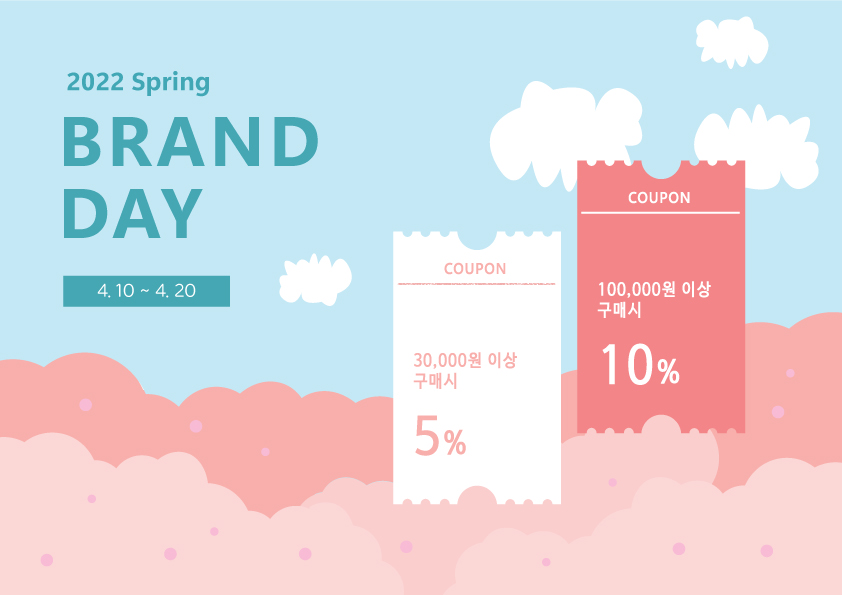 2022 Spring
BRAND
DAY
4. 10 ~ 4. 20
COUPON
30,000원 이상
구매시
5%
COUPON
100,000원 이상
구매시
10%